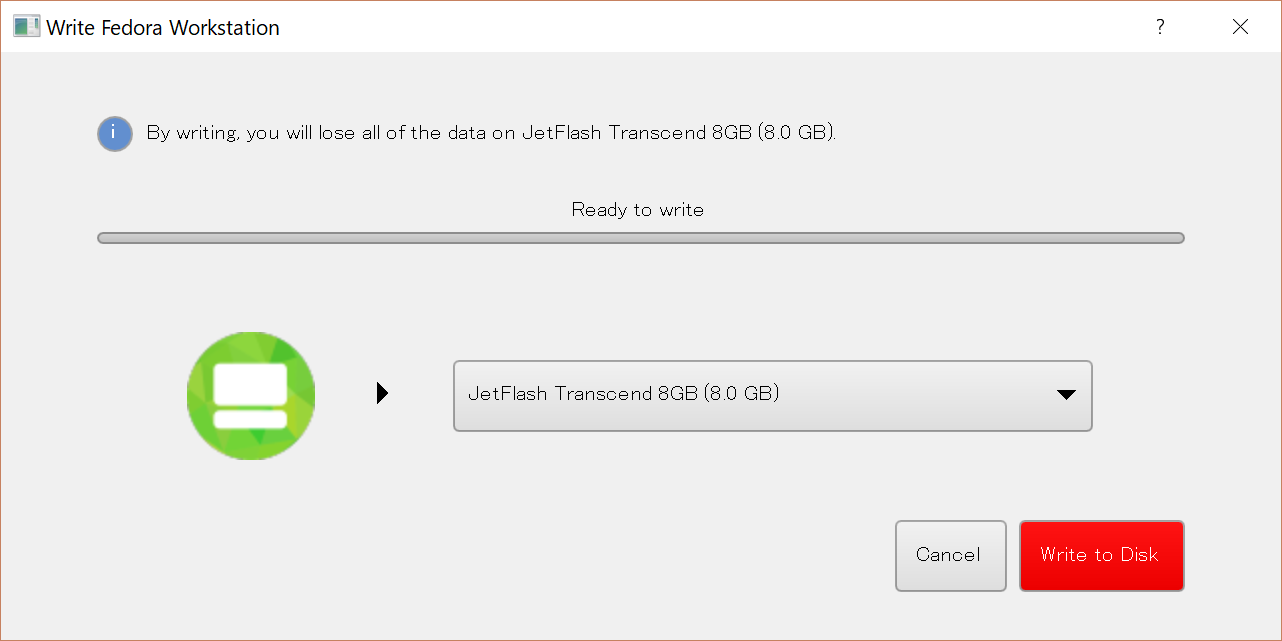 Write Fedora Workstation
?
i
By writing, you will lose all of the data on JetFlash Transcend 8GB (8.0 GB).
Ready to write
JetFlash Transcend 8GB (8.0 GB)
Cancel
Write to Disk